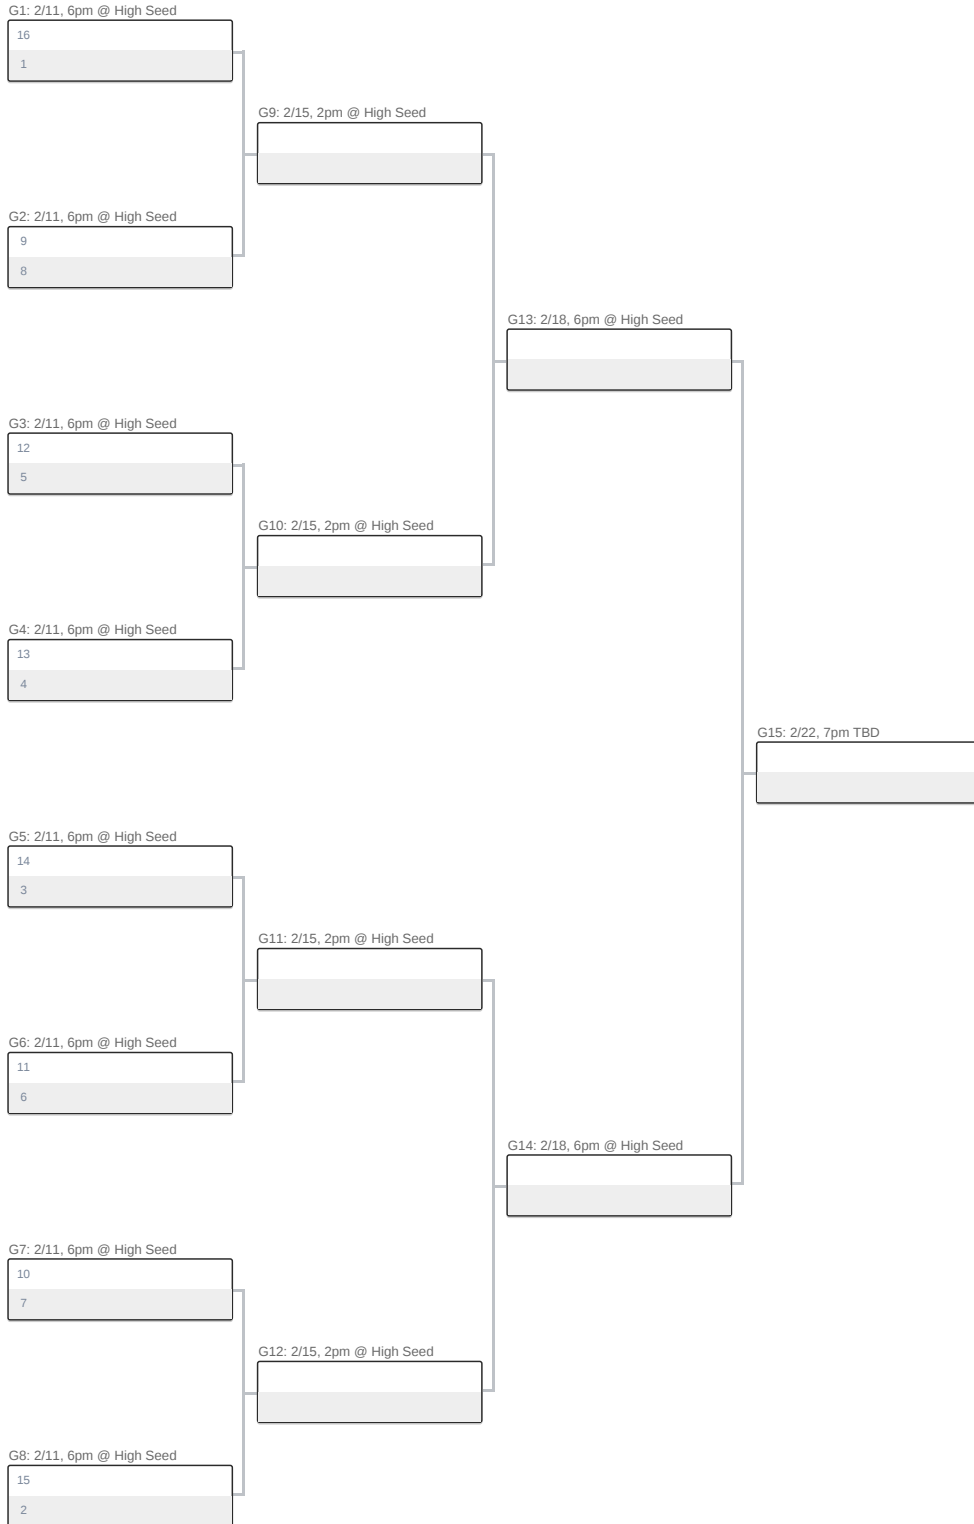 G1: 2/11, 6pm @ High Seed
16
1
G9: 2/15, 2pm @ High Seed
G2: 2/11, 6pm @ High Seed
9
8
G13: 2/18, 6pm @ High Seed
G3: 2/11, 6pm @ High Seed
12
5
G10: 2/15, 2pm @ High Seed
G4: 2/11, 6pm @ High Seed
13
4
G15: 2/22, 7pm TBD
G5: 2/11, 6pm @ High Seed
14
3
G11: 2/15, 2pm @ High Seed
G6: 2/11, 6pm @ High Seed
11
6
G14: 2/18, 6pm @ High Seed
G7: 2/11, 6pm @ High Seed
10
7
G12: 2/15, 2pm @ High Seed
G8: 2/11, 6pm @ High Seed
15
2